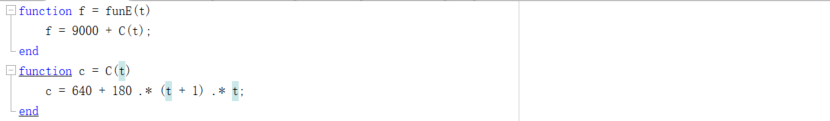 function f = funE(t)
f = 9000 + C(t);
end
function c = C(t)
c = 640 + 180 .* (t + 1) .* t;
end